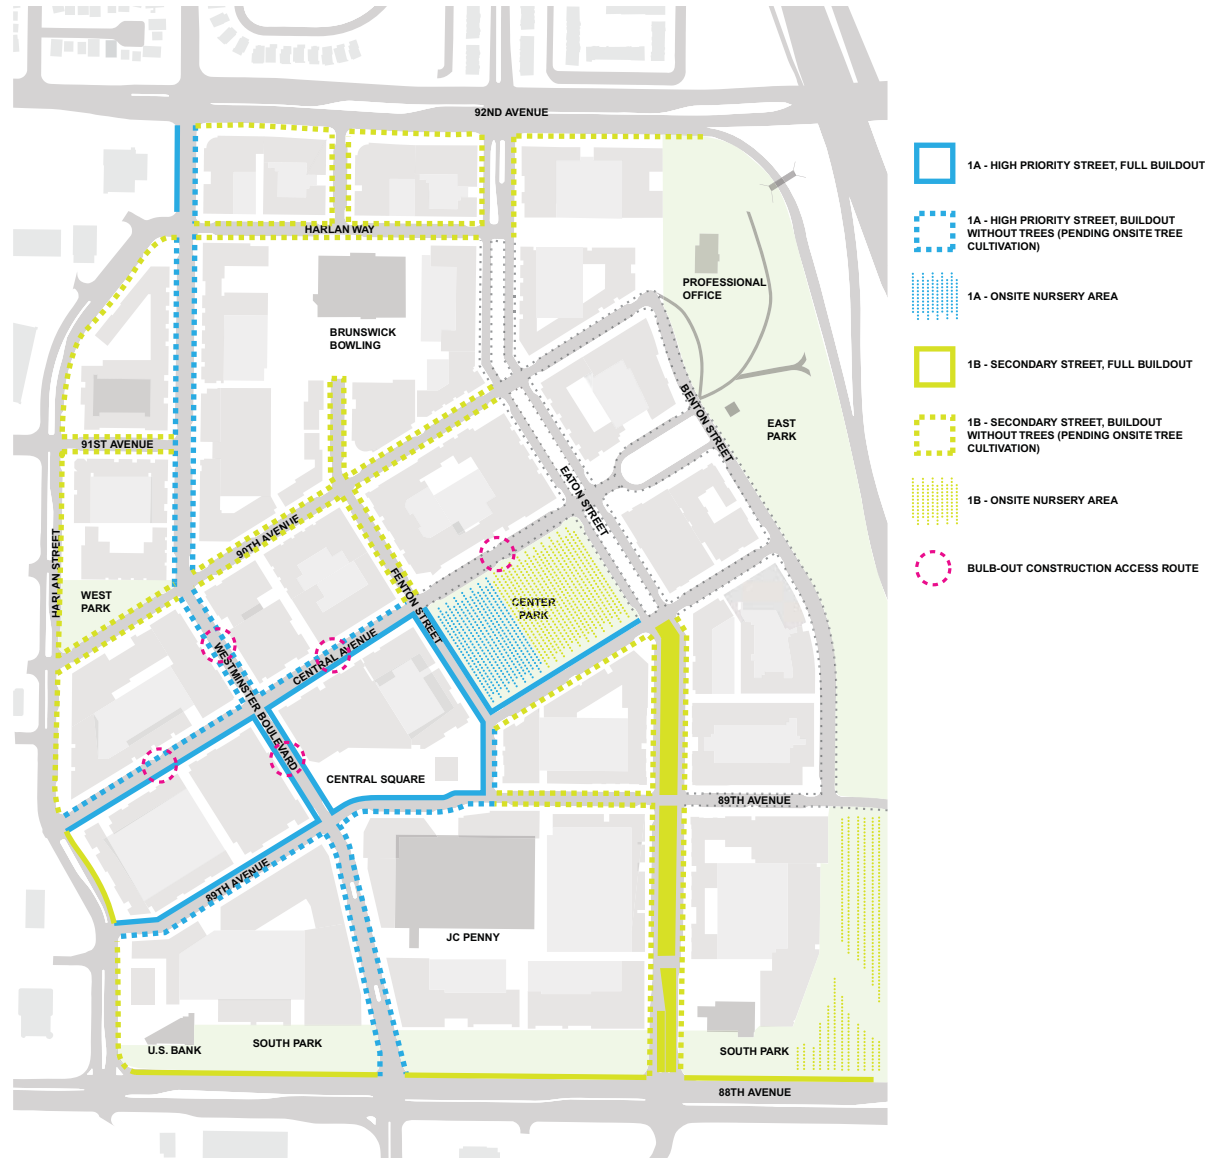 92ND AVENUE
1A - HIGH PRIORITY STREET, FULL BUILDOUT
1A - HIGH PRIORITY STREET, BUILDOUT
WITHOUT TREES (PENDING ONSITE TREE
CULTIVATION)
HARLAN WAY
PROFESSIONAL
OFFICE
1A - ONSITE NURSERY AREA
BRUNSWICK
BOWLING
1B - SECONDARY STREET, FULL BUILDOUT
BENTON STREET
EAST
PARK
1B - SECONDARY STREET, BUILDOUT
WITHOUT TREES (PENDING ONSITE TREE
CULTIVATION)
91ST AVENUE
EATON STREET
1B - ONSITE NURSERY AREA
90TH AVENUE
HARLAN STREET
BULB-OUT CONSTRUCTION ACCESS ROUTE
WEST
PARK
FENTON STREET
CENTER
PARK
CENTRAL AVENUE
WESTMINSTER BOULEVARD
CENTRAL SQUARE
89TH AVENUE
89TH AVENUE
JC PENNY
U.S. BANK
SOUTH PARK
SOUTH PARK
88TH AVENUE